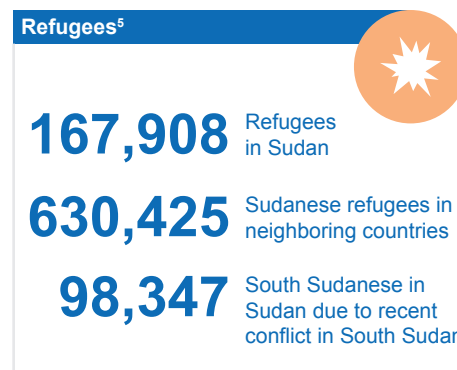 Refugees⁵
167,908
Refugees
in Sudan
630,425
Sudanese refugees in
neighboring countries
98,347
South Sudanese in
Sudan due to recent
conflict in South Sudan